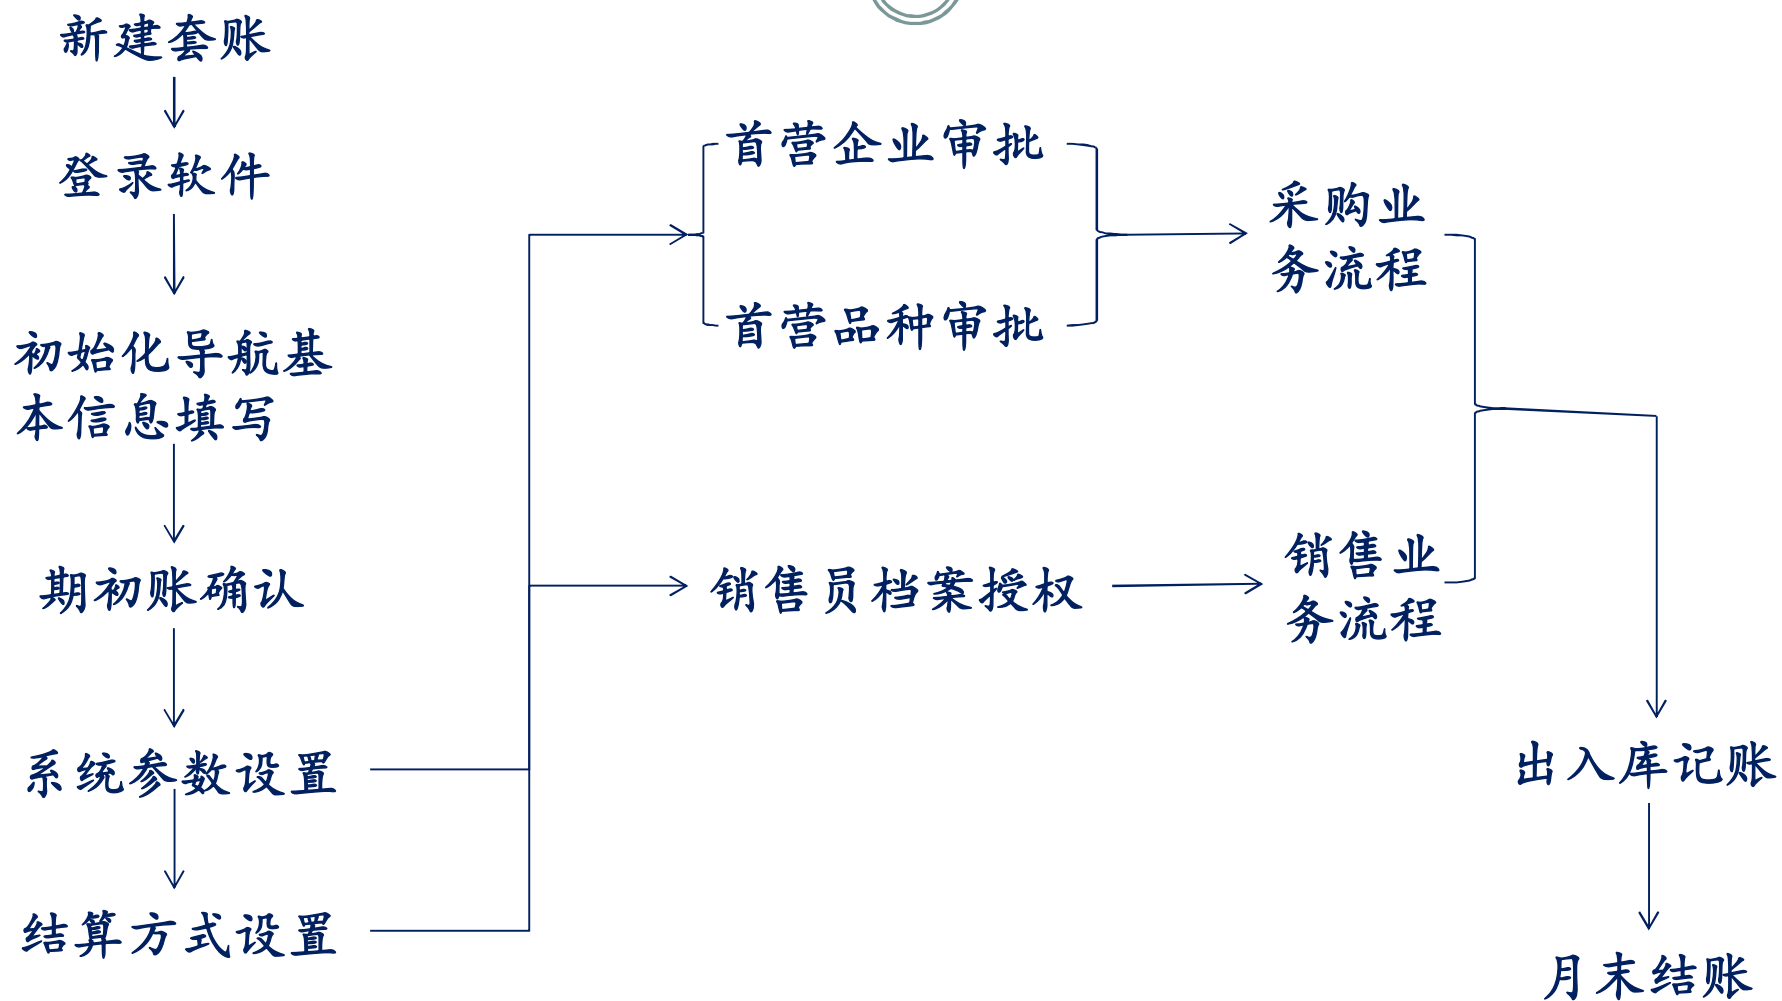 新建套账
登录软件
初始化导航基
本信息填写
期初账确认
系统参数设置
结算方式设置
首营企业审批
首营品种审批
销售员档案授权
采购业
务流程
销售业
务流程
出入库记账
月末结账